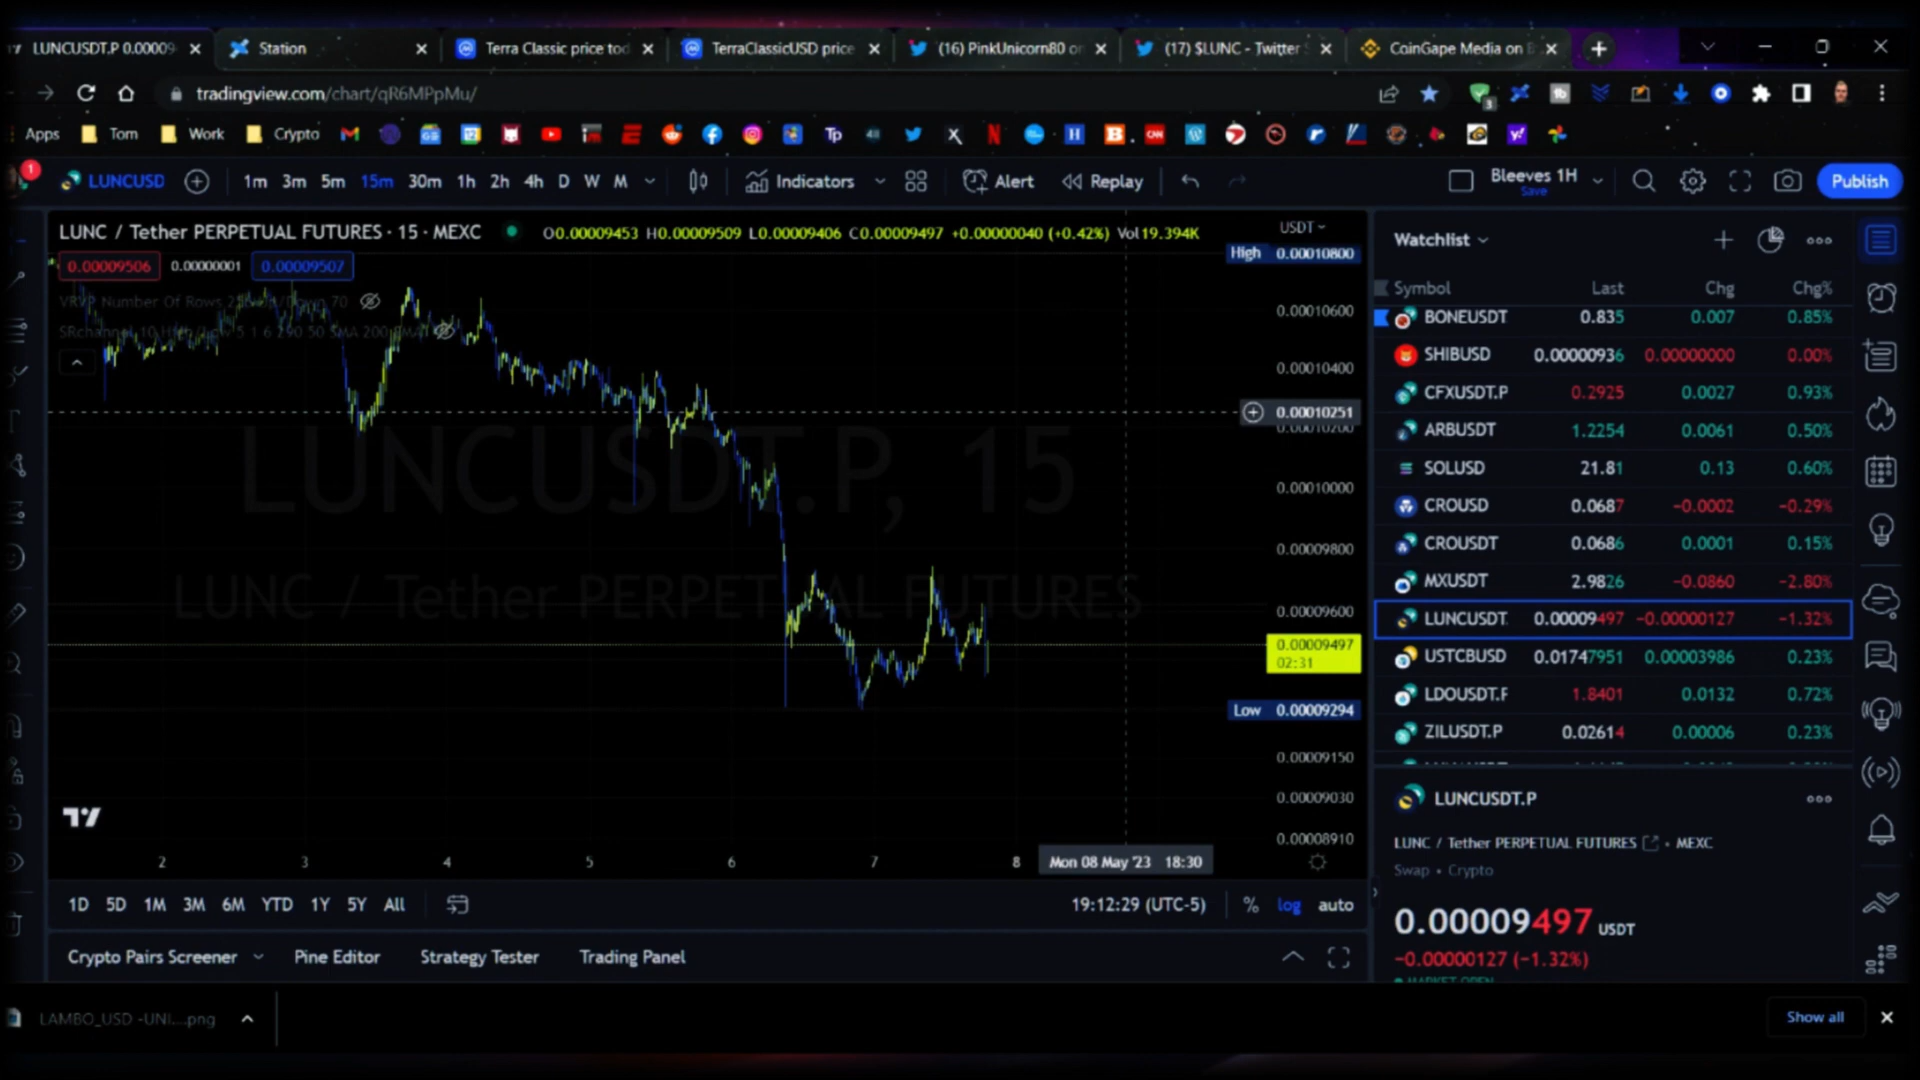 LUNCUSDT.P 0.00009
Station
Terra Classic price tod
TerraClassicUSD price
(16) PinkUnicorn80 on
(17) $LUNC - Twitter
CoinGape Media on
tradingview.com/chart/qR6MPpMu/
Apps Tom Work Crypto
LUNCUSD 1m 3m 5m 15m 30m 1h 2h 4h D W M Indicators Alert Replay Bleeves 1H Save Publish
LUNC / Tether PERPETUAL FUTURES · 15 · MEXC O0.00009453 H0.00009509 L0.00009406 C0.00009497 +0.00000040 (+0.42%) Vol19.394K
0.00009506 0.00000001 0.00009507
VRVP Number Of Rows
SRchannel 10
USDT
High 0.00010800
0.00010600
0.00010400
0.00010251
0.00010200
0.00010000
0.00009800
0.00009600
0.00009497
02:31
Low 0.00009294
0.00009150
0.00009030
0.00008910
LUNCUSDT.P, 15
LUNC / Tether PERPETUAL FUTURES
2 3 4 5 6 7 8 Mon 08 May '23 18:30
1D 5D 1M 3M 6M YTD 1Y 5Y All 19:12:29 (UTC-5) % log auto
Crypto Pairs Screener Pine Editor Strategy Tester Trading Panel
Watchlist
Symbol Last Chg Chg%
BONEUSDT 0.835 0.007 0.85%
SHIBUSD 0.00000936 0.00000000 0.00%
CFXUSDT.P 0.2925 0.0027 0.93%
ARBUSDT 1.2254 0.0061 0.50%
SOLUSD 21.81 0.13 0.60%
CROUSD 0.0687 −0.0002 −0.29%
CROUSDT 0.0686 0.0001 0.15%
MXUSDT 2.9826 −0.0860 −2.80%
LUNCUSDT. 0.00009497 −0.00000127 −1.32%
USTCBUSD 0.01747951 0.00003986 0.23%
LDOUSDT.P 1.8401 0.0132 0.72%
ZILUSDT.P 0.02614 0.00006 0.23%
LUNCUSDT.P
LUNC / Tether PERPETUAL FUTURES • MEXC
Swap • Crypto
0.00009497 USDT
−0.00000127 (−1.32%)
MARKET OPEN
LAMBO_USD -UNI....png
Show all